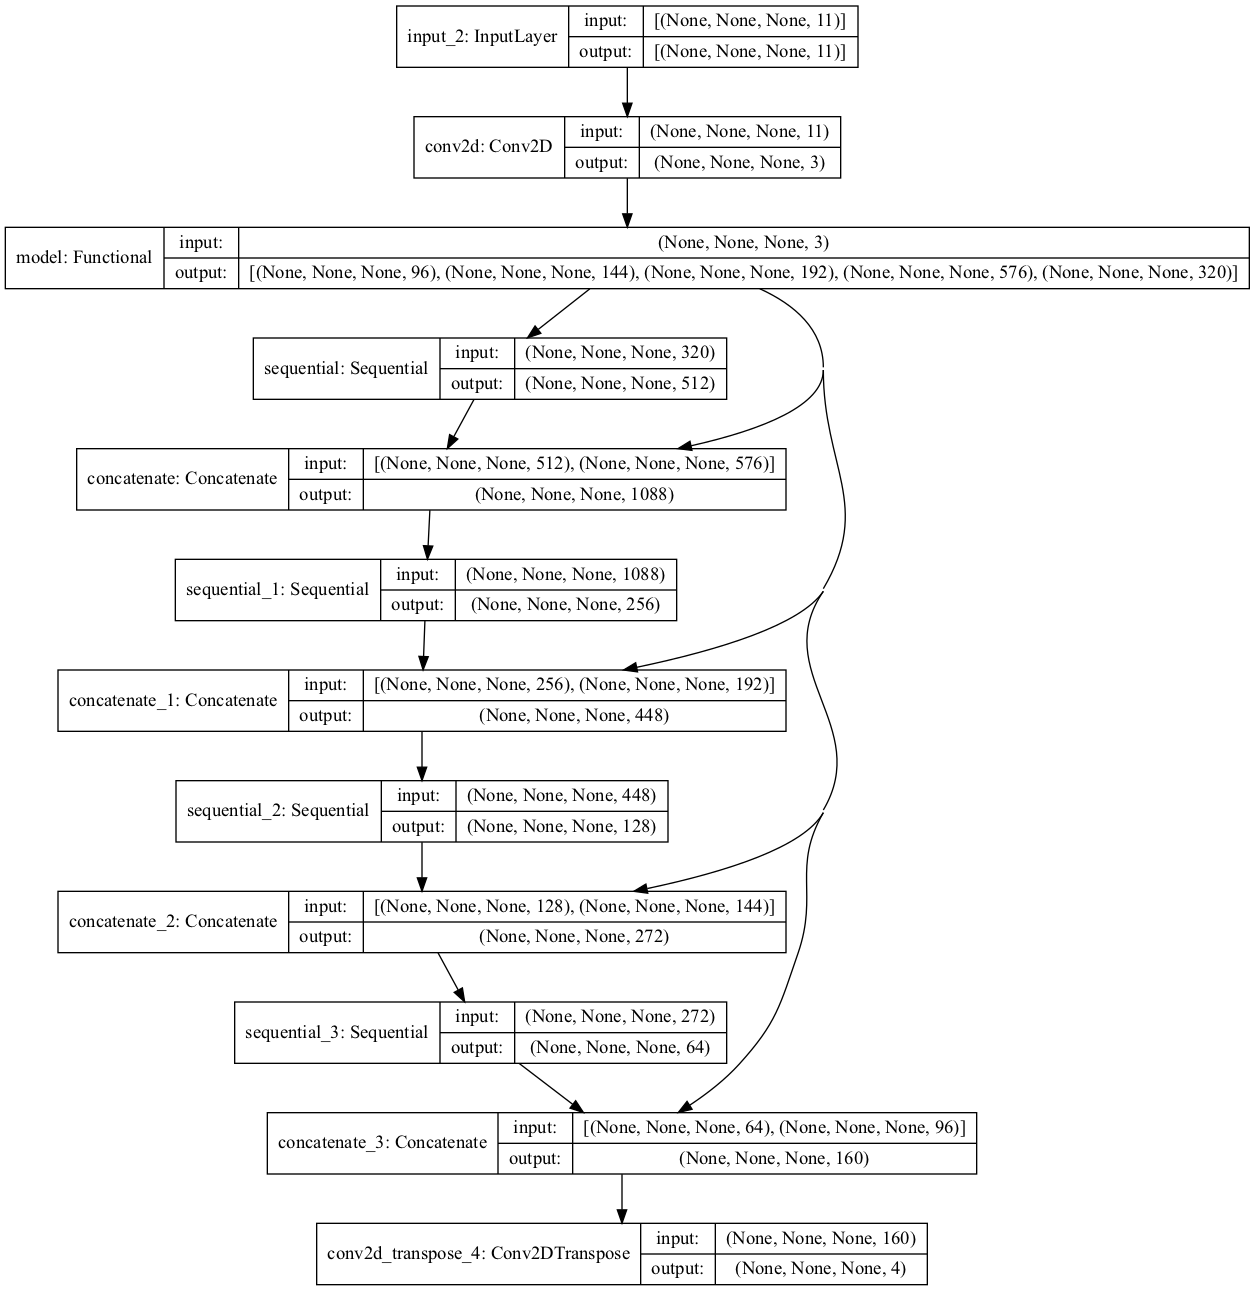 input_2: InputLayer
input: [(None, None, None, 11)]
output: [(None, None, None, 11)]
conv2d: Conv2D
input: (None, None, None, 11)
output: (None, None, None, 3)
model: Functional
input: (None, None, None, 3)
output: [(None, None, None, 96), (None, None, None, 144), (None, None, None, 192), (None, None, None, 576), (None, None, None, 320)]
sequential: Sequential
input: (None, None, None, 320)
output: (None, None, None, 512)
concatenate: Concatenate
input: [(None, None, None, 512), (None, None, None, 576)]
output: (None, None, None, 1088)
sequential_1: Sequential
input: (None, None, None, 1088)
output: (None, None, None, 256)
concatenate_1: Concatenate
input: [(None, None, None, 256), (None, None, None, 192)]
output: (None, None, None, 448)
sequential_2: Sequential
input: (None, None, None, 448)
output: (None, None, None, 128)
concatenate_2: Concatenate
input: [(None, None, None, 128), (None, None, None, 144)]
output: (None, None, None, 272)
sequential_3: Sequential
input: (None, None, None, 272)
output: (None, None, None, 64)
concatenate_3: Concatenate
input: [(None, None, None, 64), (None, None, None, 96)]
output: (None, None, None, 160)
conv2d_transpose_4: Conv2DTranspose
input: (None, None, None, 160)
output: (None, None, None, 4)